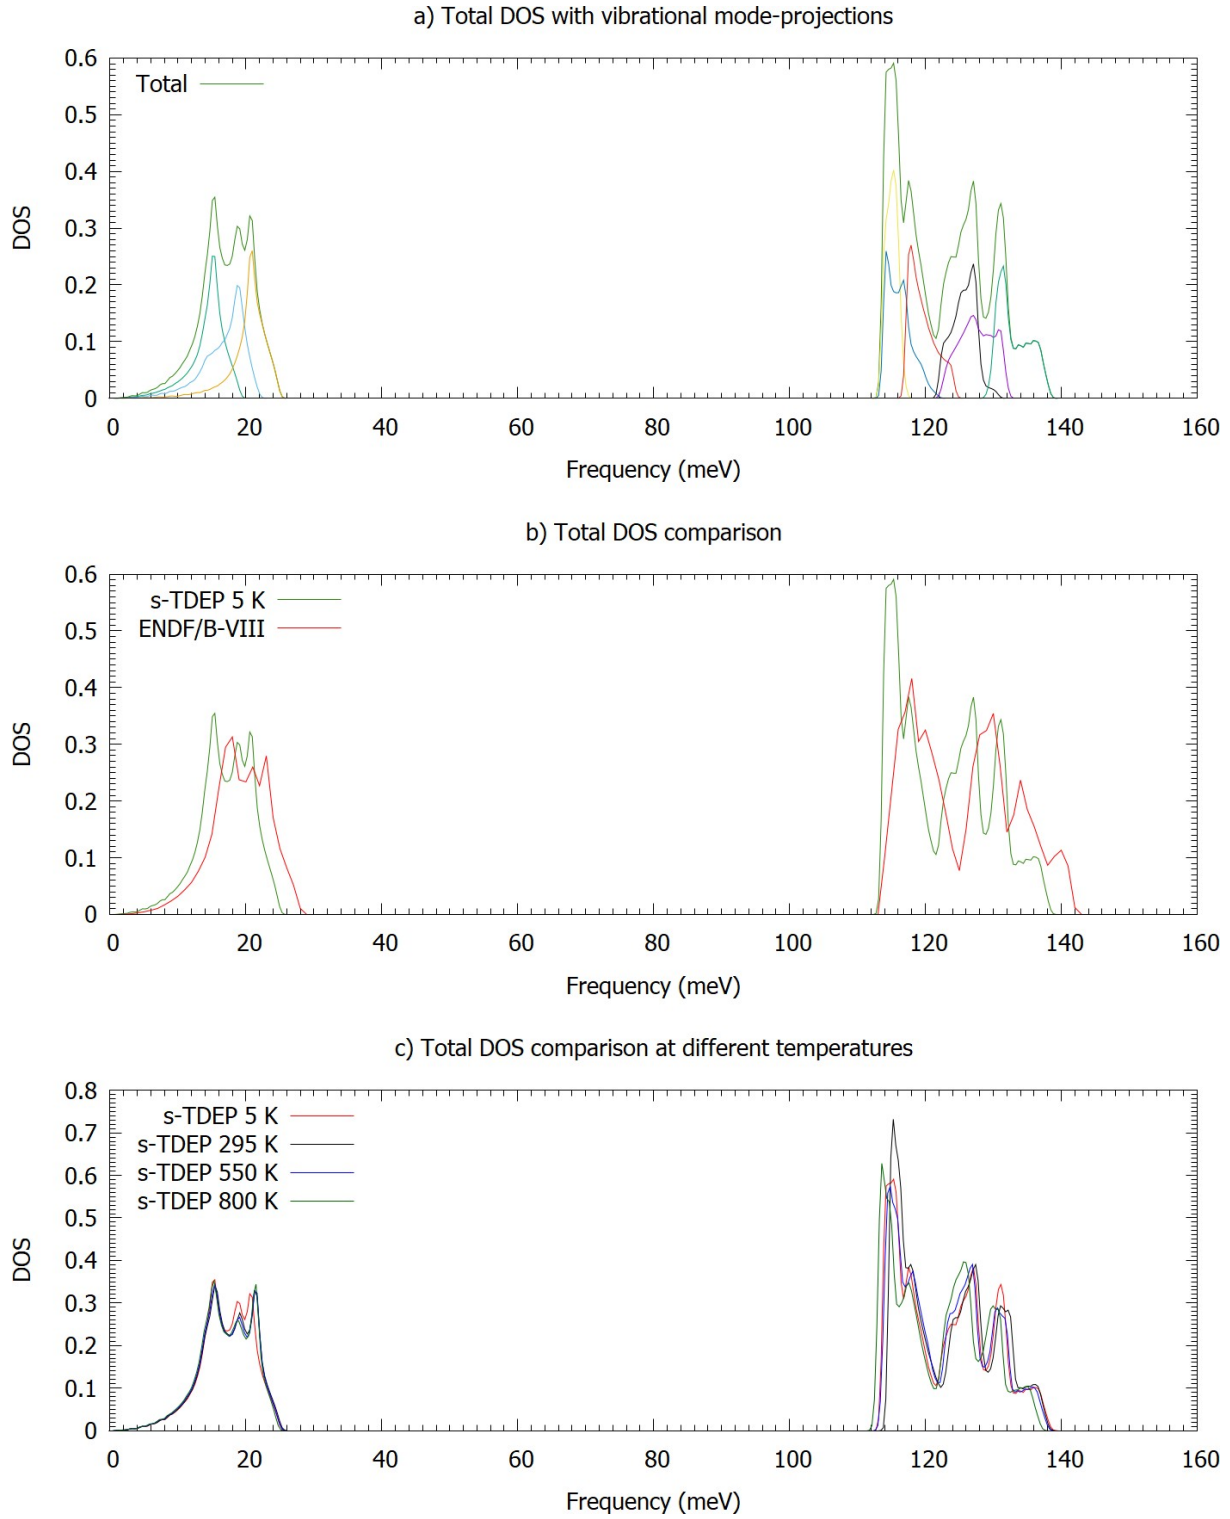 a) Total DOS with vibrational mode-projections
0.6
0.5
0.4
0.3
0.2
0.1
0
DOS
Total
0 20 40 60 80 100 120 140 160
Frequency (meV)
b) Total DOS comparison
0.6
0.5
0.4
0.3
0.2
0.1
0
DOS
s-TDEP 5 K
ENDF/B-VIII
0 20 40 60 80 100 120 140 160
Frequency (meV)
c) Total DOS comparison at different temperatures
0.8
0.7
0.6
0.5
0.4
0.3
0.2
0.1
0
DOS
s-TDEP 5 K
s-TDEP 295 K
s-TDEP 550 K
s-TDEP 800 K
0 20 40 60 80 100 120 140 160
Frequency (meV)